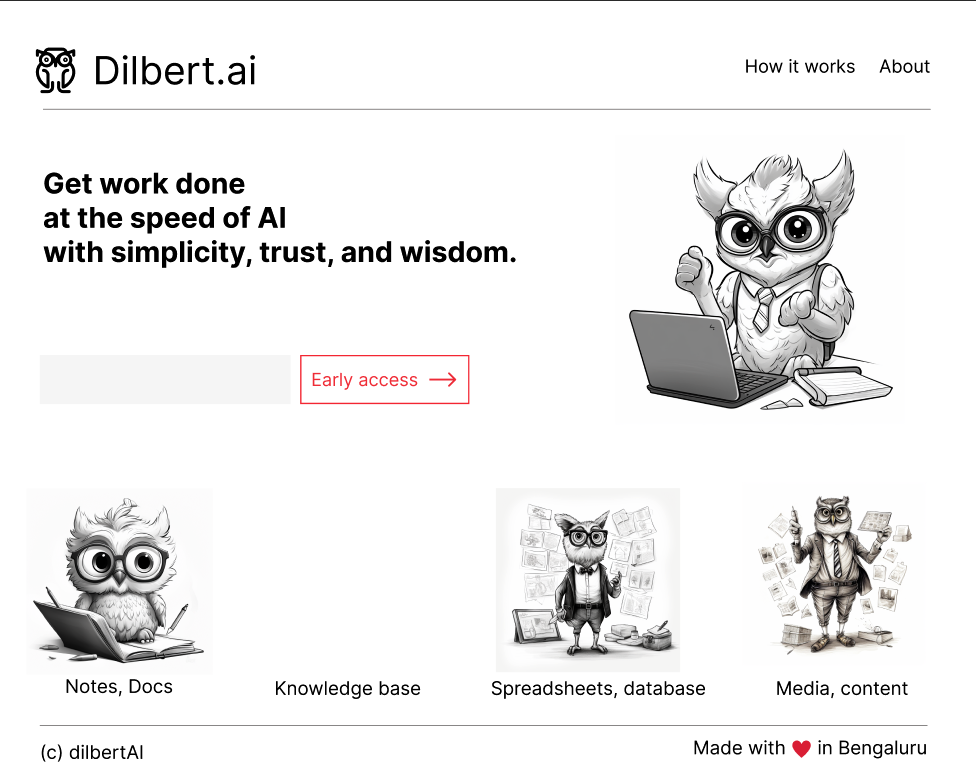 Dilbert.ai
How it works
About
Get work done
at the speed of AI
with simplicity, trust, and wisdom.
Early access
Notes, Docs
Knowledge base
Spreadsheets, database
Media, content
(c) dilbertAI
Made with ❤️ in Bengaluru